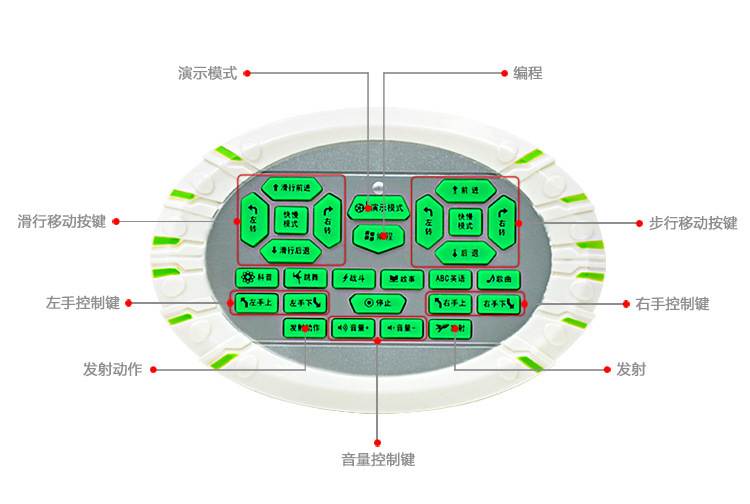 演示模式
编程
滑行前进
左转
快慢模式
右转
滑行后退
演示模式
编程
前进
左转
快慢模式
右转
后退
滑行移动按键
步行移动按键
科普
跳舞
战斗
故事
ABC英语
歌曲
左手控制键
左手上
左手下
停止
右手上
右手下
右手控制键
发射动作
音量+
音量-
发射
发射动作
发射
音量控制键